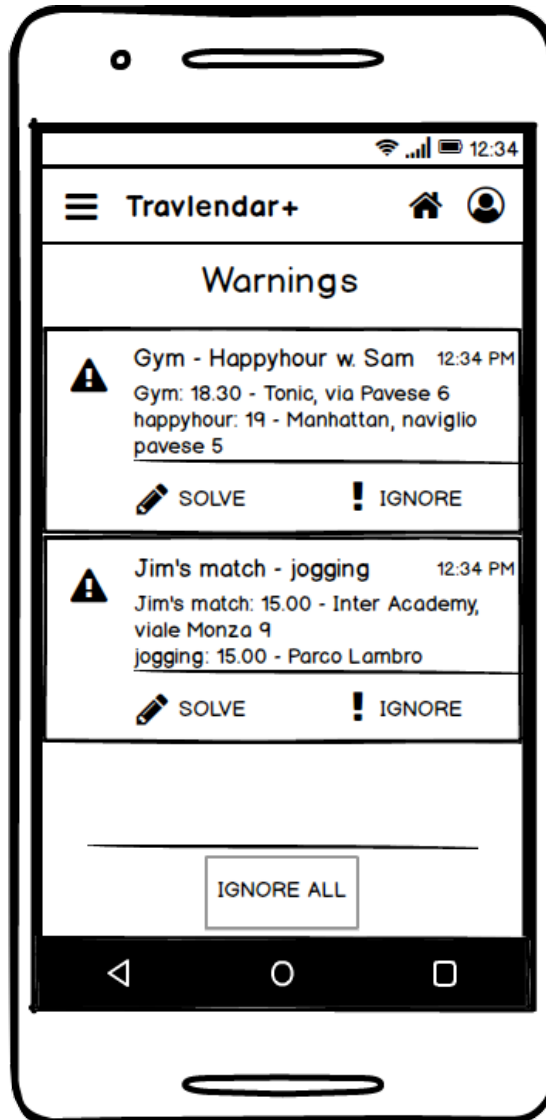 12:34
Travlendar+
Warnings
Gym - Happyhour w. Sam 12:34 PM
Gym: 18.30 - Tonic, via Pavese 6
happyhour: 19 - Manhattan, naviglio
pavese 5
SOLVE IGNORE
Jim's match - jogging 12:34 PM
Jim's match: 15.00 - Inter Academy,
viale Monza 9
jogging: 15.00 - Parco Lambro
SOLVE IGNORE
IGNORE ALL